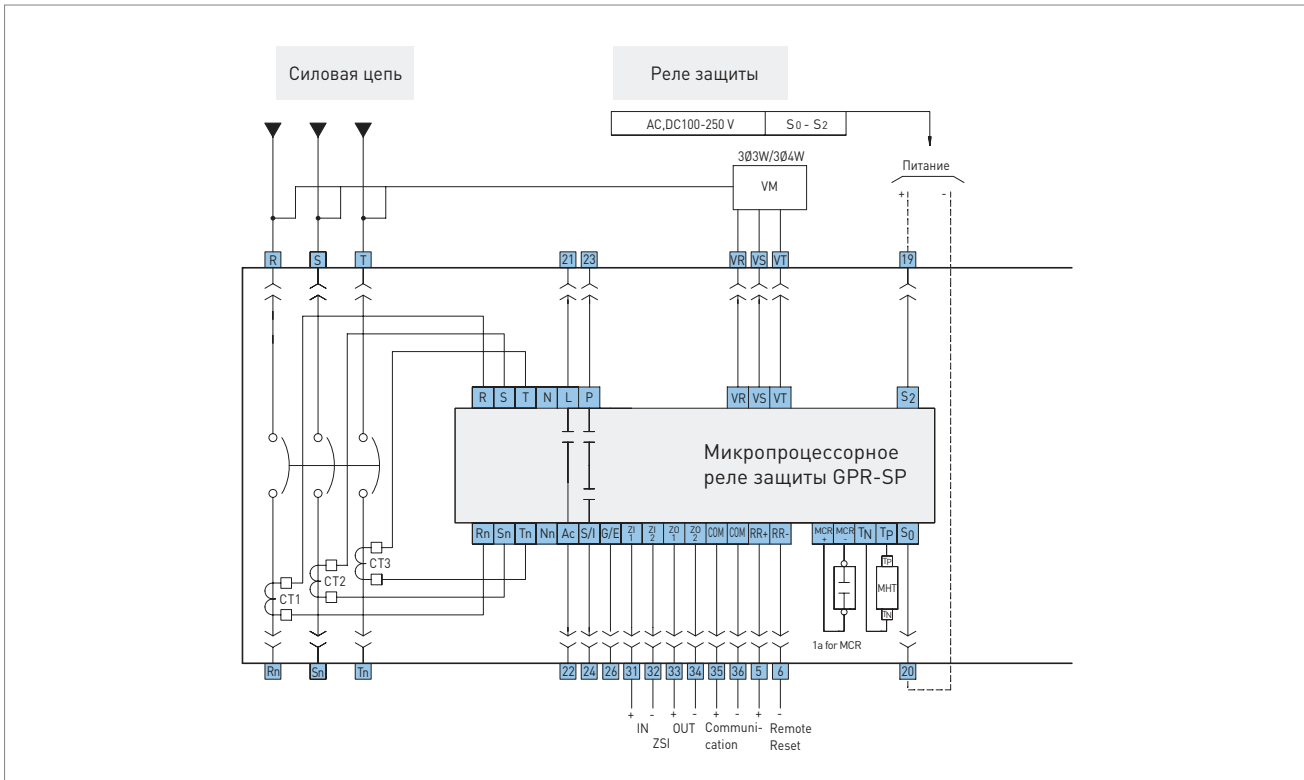 Силовая цепь
Реле защиты
AC,DC100-250 V S0 - S2
3Ø3W/3Ø4W
Питание
VM
+ -
R S T 21 23 VR VS VT 19
R S T N L P VR VS VT S2
Микропроцессорное
реле защиты GPR-SP
Rn Sn Tn Nn Ac S/I G/E ZI 1 ZI 2 ZO 1 ZO 2 COM COM RR+ RR- MCR + MCR - TN TP S0
CT1 CT2 CT3
TP
MHT
TN
1a for MCR
Rn Sn Tn 22 24 26 31 32 33 34 35 36 5 6 20
+ - + - + - + -
IN OUT Communi- Remote
ZSI cation Reset